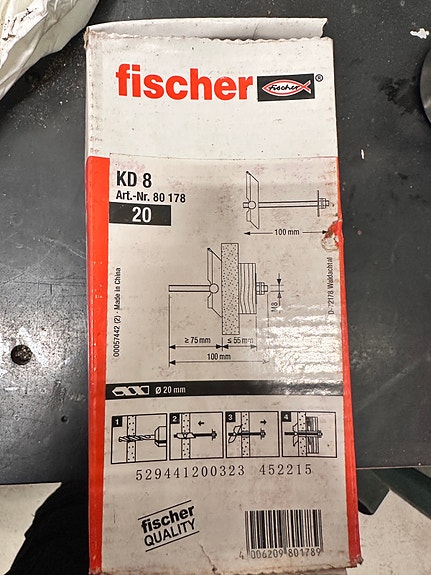 fischer fischer ®
KD 8
Art.-Nr. 80 178
20
100 mm
M8
≥ 75 mm ≤ 55 mm
100 mm
00057442 (2) - Made in China
D-72178 Waldachtal
Ø 20 mm
1 2 3 4
529441200323 452215
fischer
QUALITY
4 006209 801789